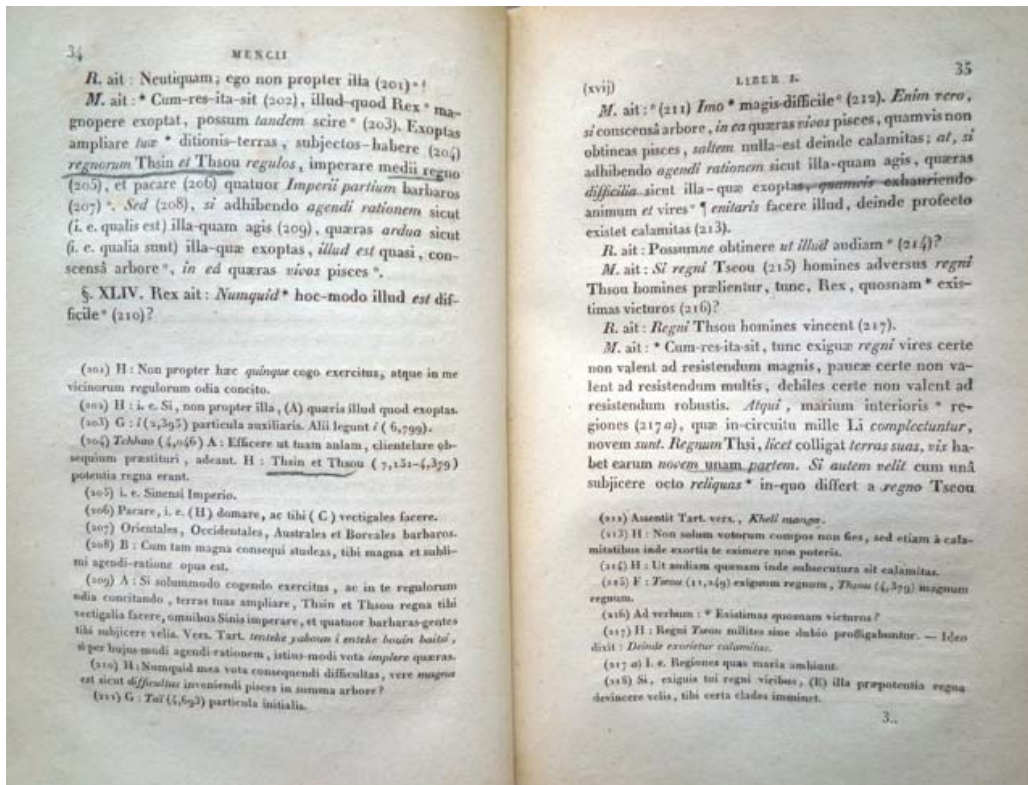 34 MENCII
R. ait : Neutiquam; ego non propter illa (201) * !
M. ait : * Cum-res-ita-sit (202), illud-quod Rex * ma-
gnopere exoptat, possum tandem scire * (203). Exoptas
ampliare tuæ * ditionis-terras, subjectos-habere (204)
regnorum Thsin et Thsou regulos, imperare medii regno
(205), et pacare (206) quatuor Imperii partium barbaros
(207) *. Sed (208), si adhibendo agendi rationem sicut
(i. e. qualis est) illa-quam agis (209), quæras ardua sicut
(i. e. qualia sunt) illa-quæ exoptas, illud est quasi, con-
scensâ arbore *, in eâ quæras vivos pisces *.
§. XLIV. Rex ait : Numquid * hoc-modo illud est dif-
ficile * (210)?
(201) H : Non propter hæc quinque cogo exercitus, atque in me
vicinorum regulorum odia concito.
(202) H : i. e. Si, non propter illa, (A) quæris illud quod exoptas.
(203) G : i (2,395) particula auxiliaris. Alii legunt i (6,799).
(204) Tchhao (4,046) A : Efficere ut tuam aulam, clientelare ob-
sequium præstituri, adeant. H : Thsin et Thsou (7,151-4,379)
potentia regna erant.
(205) i. e. Sinensi Imperio.
(206) Pacare, i. e. (H) domare, ac tibi (G) vectigales facere.
(207) Orientales, Occidentales, Australes et Boreales barbaros.
(208) B : Cum tam magna consequi studeas, tibi magna et subli-
mi agendi-ratione opus est.
(209) A : Si solummodo cogendo exercitus, ac in te regulorum
odia concitando, terras tuas ampliare, Thsin et Thsou regna tibi
vectigalia facere, omnibus Sinis imperare, et quatuor barbaras-gentes
tibi subjicere velis. Vers. Tart. tenteke yaboun i enteke bouin baitsi,
si per hujus-modi agendi-rationem, istius-modi vota implere quæras.
(210) H : Numquid mea vota consequendi difficultas, vere magna
est sicut difficultas inveniendi pisces in summa arbore?
(211) G : Taï (4,693) particula initialis.
(xvij) LIBER I. 35
M. ait : * (211) Imo * magis-difficile * (212). Enim vero,
si conscensâ arbore, in ea quæras vivos pisces, quamvis non
obtineas pisces, saltem nulla-est deinde calamitas; at, si
adhibendo agendi rationem sicut illa-quam agis, quæras
difficilia sicut illa-quæ exoptas, quamvis exhauriendo
animum et vires * ¶ enitaris facere illud, deinde profecto
existet calamitas (213).
R. ait : Possumne obtinere ut illud audiam * (214)?
M. ait : Si regni Tseou (215) homines adversus regni
Thsou homines prælientur, tunc, Rex, quosnam * exis-
timas victuros (216)?
R. ait : Regni Thsou homines vincent (217).
M. ait : * Cum-res-ita-sit, tunc exiguæ regni vires certe
non valent ad resistendum magnis, paucæ certe non va-
lent ad resistendum multis, debiles certe non valent ad
resistendum robustis. Atqui, marium interioris * re-
giones (217 a), quæ in-circuitu mille Li complectuntur,
novem sunt. Regnum Thsi, licet colligat terras suas, vix ha-
bet earum novem unam partem. Si autem velit cum unâ
subjicere octo reliquas * in-quo differt a regno Tseou
(212) Assentit Tart. vers., Kheli manga.
(213) H : Non solum votorum compos non fies, sed etiam à cala-
mitatibus inde exortis te eximere non poteris.
(214) H : Ut audiam quænam inde subsecutura sit calamitas.
(215) F : Tseou (11,249) exiguum regnum, Thsou (4,379) magnum
regnum.
(216) Ad verbum : * Existimas quosnam victuros?
(217) H : Regni Tseou milites sine dubio profligabuntur. — Ideo
dixit : Deinde exorietur calamitas.
(217 a) I. e. Regiones quas maria ambiunt.
(218) Si, exiguis tui regni viribus, (E) illa præpotentia regna
devincere velis, tibi certa clades imminet.
3..